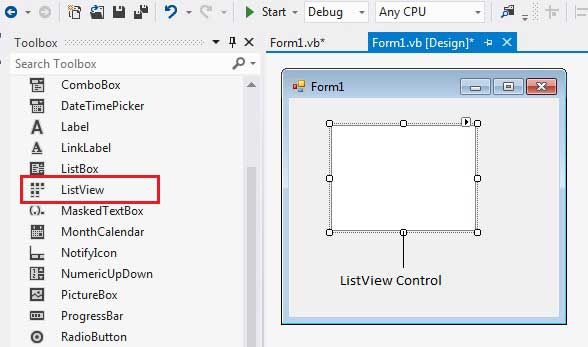 Start Debug Any CPU
Toolbox
Search Toolbox
ComboBox
DateTimePicker
Label
LinkLabel
ListBox
ListView
MaskedTextBox
MonthCalendar
NotifyIcon
NumericUpDown
PictureBox
ProgressBar
RadioButton
Form1.vb* Form1.vb [Design]*
Form1
ListView Control